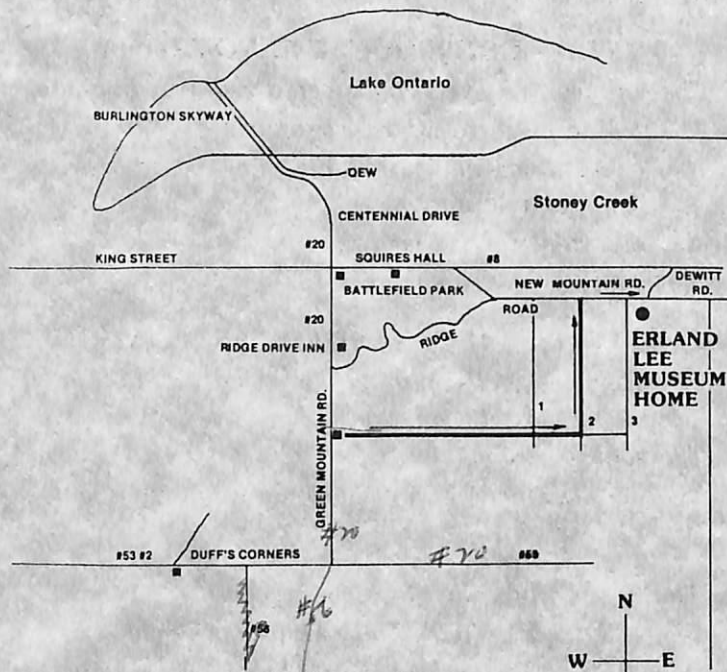 Lake Ontario
BURLINGTON SKYWAY
QEW
Stoney Creek
CENTENNIAL DRIVE
#20
KING STREET
SQUIRES HALL
#8
BATTLEFIELD PARK
NEW MOUNTAIN RD.
DEWITT
RD.
#20
ROAD
RIDGE DRIVE INN
RIDGE
ERLAND
LEE
MUSEUM
HOME
1
2
3
GREEN MOUNTAIN RD.
#20
#53 #2
DUFF'S CORNERS
#20
#56
N
W
E